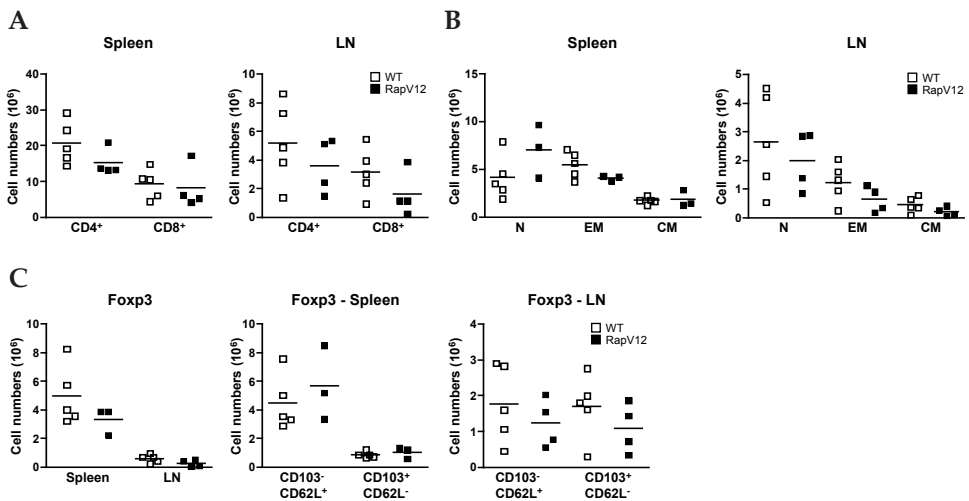 A
Spleen
Cell numbers (10⁶)
40
30
20
10
0
CD4⁺ CD8⁺
LN
Cell numbers (10⁶)
10
8
6
4
2
0
WT
RapV12
CD4⁺ CD8⁺
B
Spleen
Cell numbers (10⁶)
15
10
5
0
WT
RapV12
N EM CM
LN
Cell numbers (10⁶)
5
4
3
2
1
0
WT
RapV12
N EM CM
C
Foxp3
Cell numbers (10⁶)
10
8
6
4
2
0
Spleen LN
Foxp3 - Spleen
Cell numbers (10⁶)
10
8
6
4
2
0
CD103⁻ CD103⁺
CD62L⁺ CD62L⁻
Foxp3 - LN
Cell numbers (10⁶)
4
3
2
1
0
WT
RapV12
CD103⁻ CD103⁺
CD62L⁺ CD62L⁻